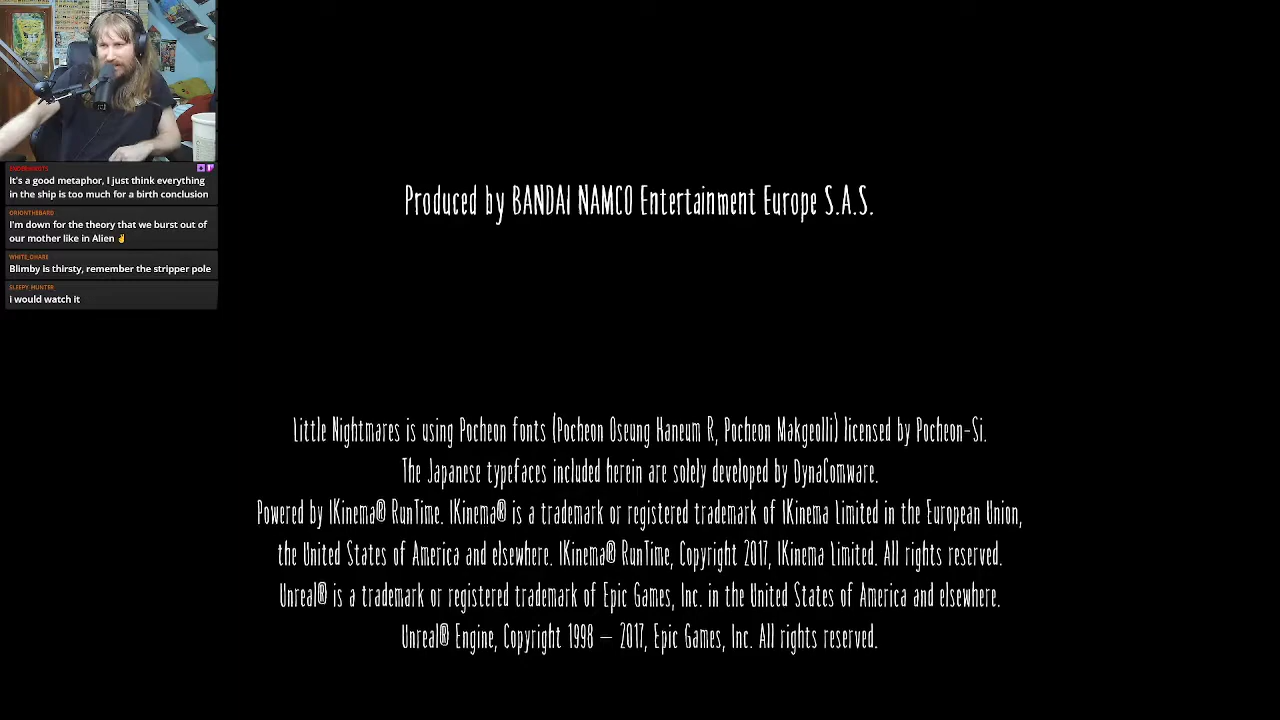 It's a good metaphor, I just think everything
in the ship is too much for a birth conclusion
ORIONTHEBARD
I'm down for the theory that we burst out of
our mother like in Alien ✌
WHITE_OHARE
Blimby is thirsty, remember the stripper pole
SLEEPY_HUNTER
i would watch it
Produced by BANDAI NAMCO Entertainment Europe S.A.S.
Little Nightmares is using Pocheon fonts (Pocheon Oseung Haneum R, Pocheon Makgeolli) licensed by Pocheon-Si.
The Japanese typefaces included herein are solely developed by DynaComware.
Powered by IKinema® RunTime. IKinema® is a trademark or registered trademark of IKinema Limited in the European Union,
the United States of America and elsewhere. IKinema® RunTime, Copyright 2017, IKinema Limited. All rights reserved.
Unreal® is a trademark or registered trademark of Epic Games, Inc. in the United States of America and elsewhere.
Unreal® Engine, Copyright 1998 – 2017, Epic Games, Inc. All rights reserved.